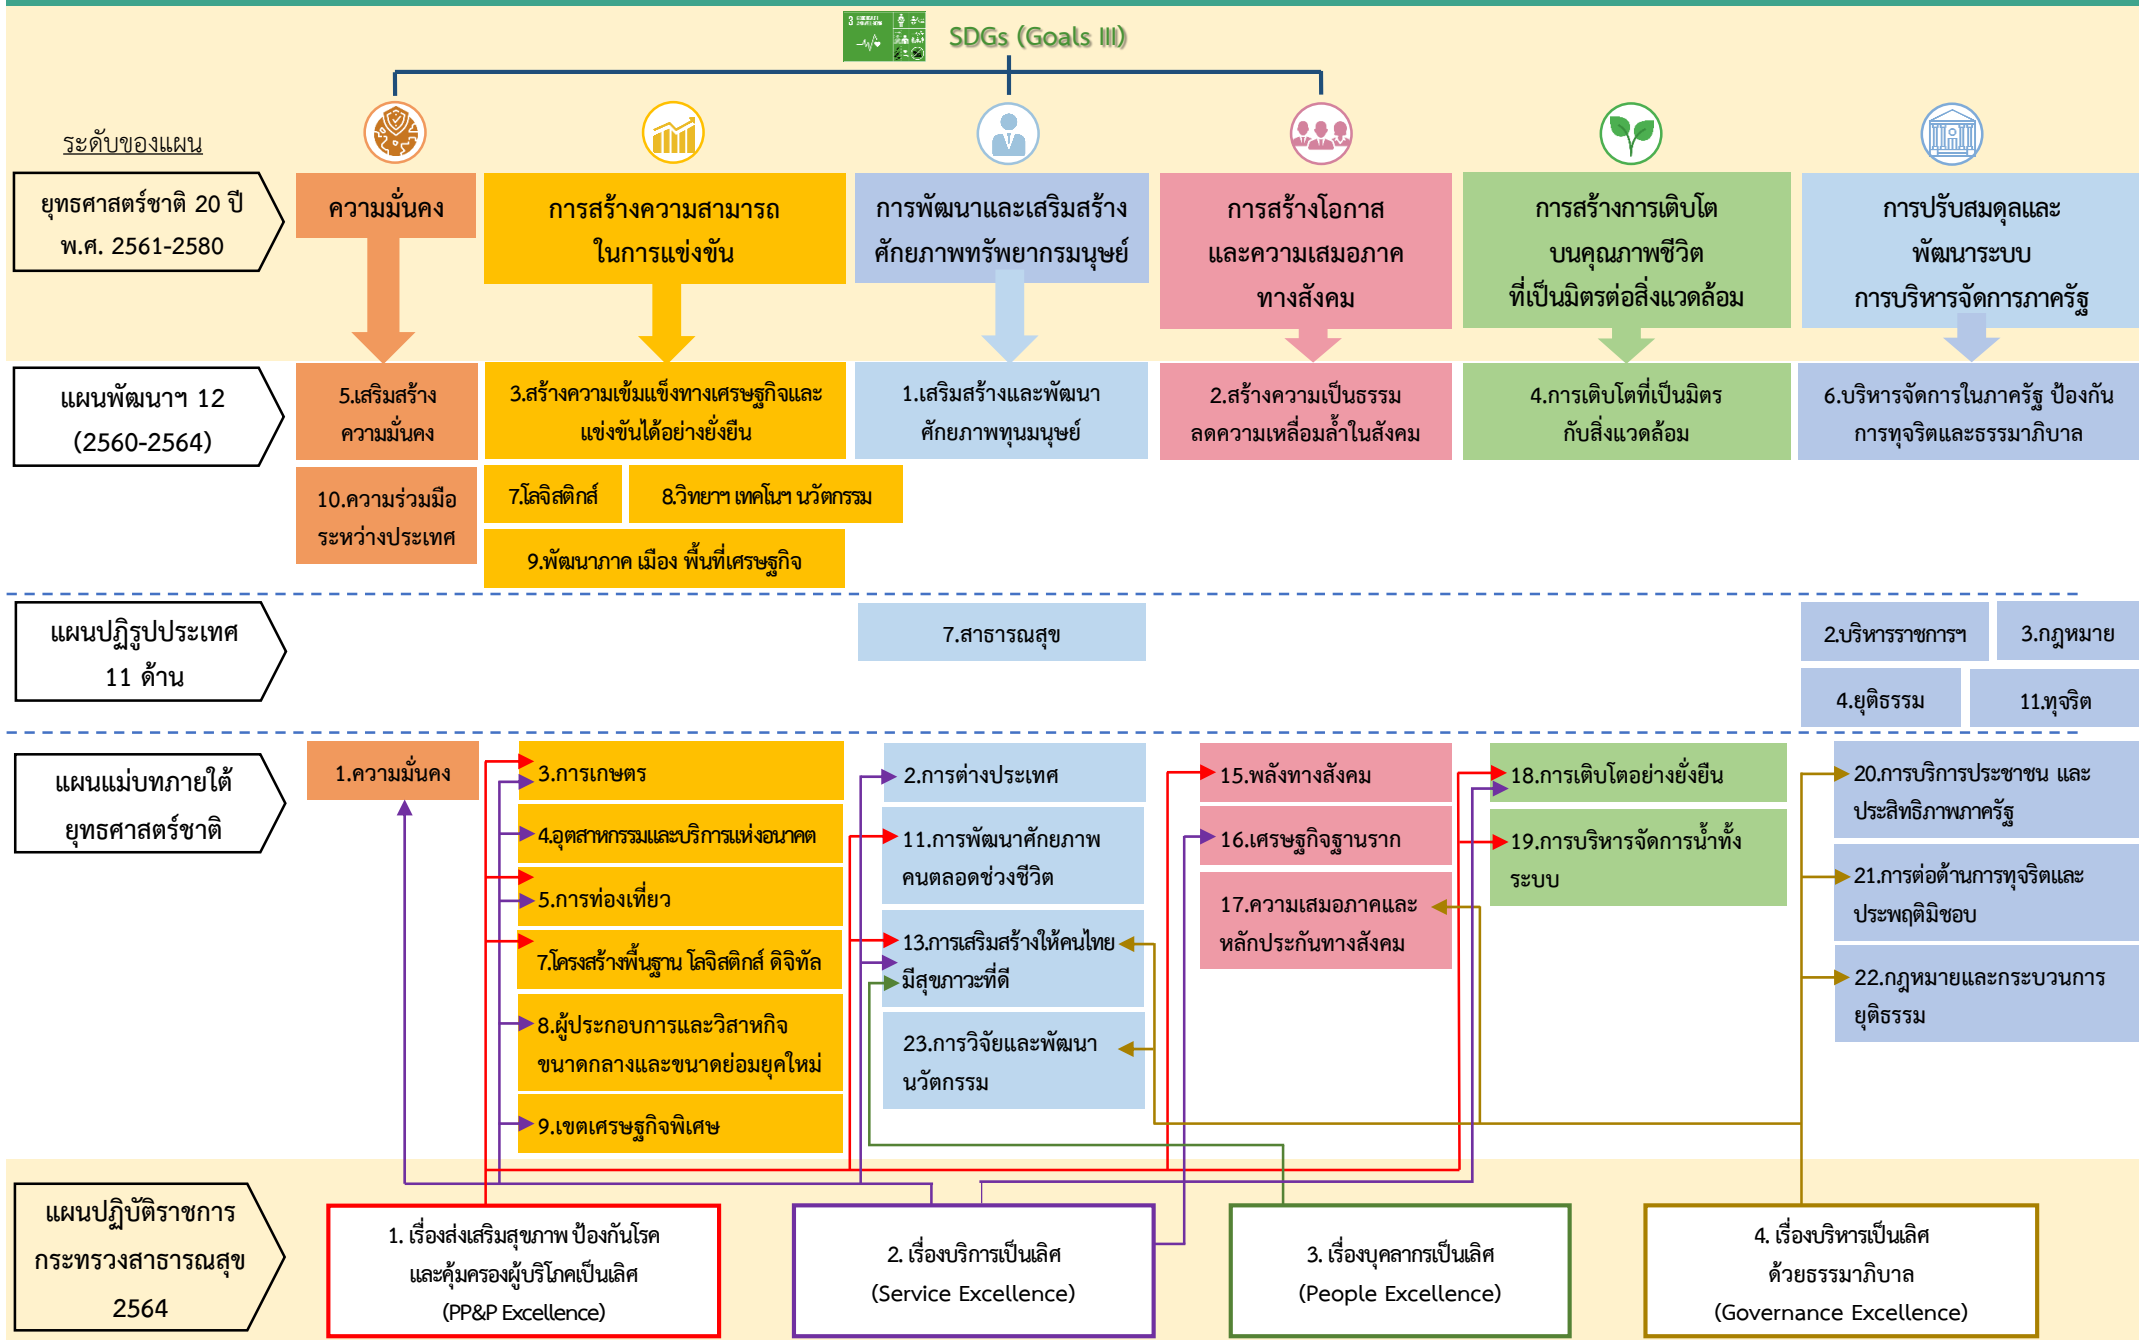 SDGs (Goals III)
ระดับของแผน
ยุทธศาสตร์ชาติ 20 ปี
พ.ศ. 2561-2580
ความมั่นคง
การสร้างความสามารถ
ในการแข่งขัน
การพัฒนาและเสริมสร้าง
ศักยภาพทรัพยากรมนุษย์
การสร้างโอกาส
และความเสมอภาค
ทางสังคม
การสร้างการเติบโต
บนคุณภาพชีวิต
ที่เป็นมิตรต่อสิ่งแวดล้อม
การปรับสมดุลและ
พัฒนาระบบ
การบริหารจัดการภาครัฐ
แผนพัฒนาฯ 12
(2560-2564)
5.เสริมสร้าง
ความมั่นคง
3.สร้างความเข้มแข็งทางเศรษฐกิจและ
แข่งขันได้อย่างยั่งยืน
1.เสริมสร้างและพัฒนา
ศักยภาพทุนมนุษย์
2.สร้างความเป็นธรรม
ลดความเหลื่อมล้ำในสังคม
4.การเติบโตที่เป็นมิตร
กับสิ่งแวดล้อม
6.บริหารจัดการในภาครัฐ ป้องกัน
การทุจริตและธรรมาภิบาล
10.ความร่วมมือ
ระหว่างประเทศ
7.โลจิสติกส์
8.วิทยาฯ เทคโนฯ นวัตกรรม
9.พัฒนาภาค เมือง พื้นที่เศรษฐกิจ
แผนปฏิรูปประเทศ
11 ด้าน
7.สาธารณสุข
2.บริหารราชการฯ
3.กฎหมาย
4.ยุติธรรม
11.ทุจริต
แผนแม่บทภายใต้
ยุทธศาสตร์ชาติ
1.ความมั่นคง
3.การเกษตร
4.อุตสาหกรรมและบริการแห่งอนาคต
5.การท่องเที่ยว
7.โครงสร้างพื้นฐาน โลจิสติกส์ ดิจิทัล
8.ผู้ประกอบการและวิสาหกิจ
ขนาดกลางและขนาดย่อมยุคใหม่
9.เขตเศรษฐกิจพิเศษ
2.การต่างประเทศ
11.การพัฒนาศักยภาพ
คนตลอดช่วงชีวิต
13.การเสริมสร้างให้คนไทย
มีสุขภาวะที่ดี
23.การวิจัยและพัฒนา
นวัตกรรม
15.พลังทางสังคม
16.เศรษฐกิจฐานราก
17.ความเสมอภาคและ
หลักประกันทางสังคม
18.การเติบโตอย่างยั่งยืน
19.การบริหารจัดการน้ำทั้ง
ระบบ
20.การบริการประชาชน และ
ประสิทธิภาพภาครัฐ
21.การต่อต้านการทุจริตและ
ประพฤติมิชอบ
22.กฎหมายและกระบวนการ
ยุติธรรม
แผนปฏิบัติราชการ
กระทรวงสาธารณสุข
2564
1. เรื่องส่งเสริมสุขภาพ ป้องกันโรค
และคุ้มครองผู้บริโภคเป็นเลิศ
(PP&P Excellence)
2. เรื่องบริการเป็นเลิศ
(Service Excellence)
3. เรื่องบุคลากรเป็นเลิศ
(People Excellence)
4. เรื่องบริหารเป็นเลิศ
ด้วยธรรมาภิบาล
(Governance Excellence)